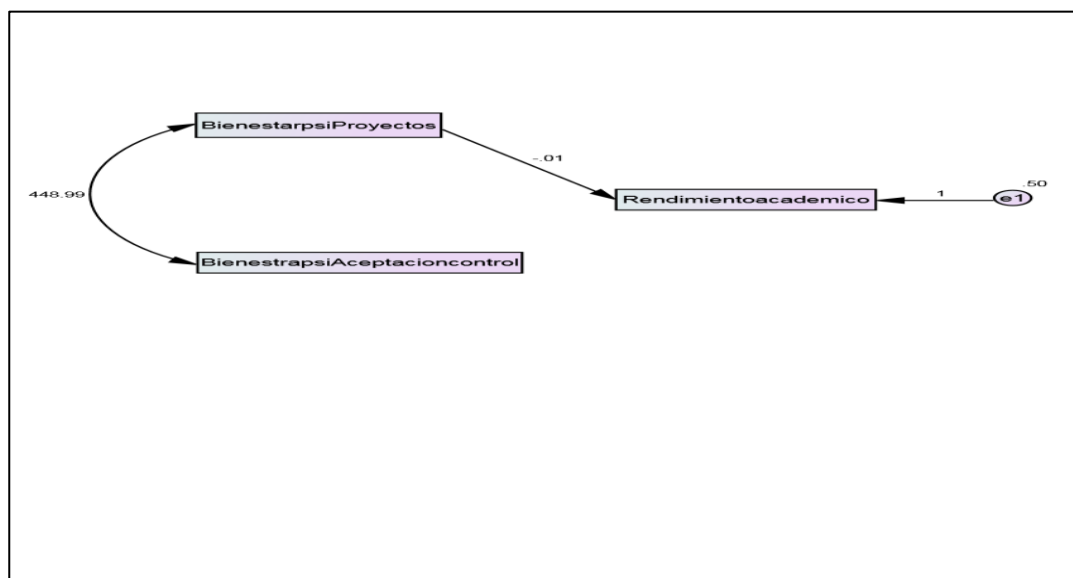 BienestarpsiProyectos
-.01
448.99
.50
Rendimientoacademico
1
e1
BienestrapsiAceptacioncontrol